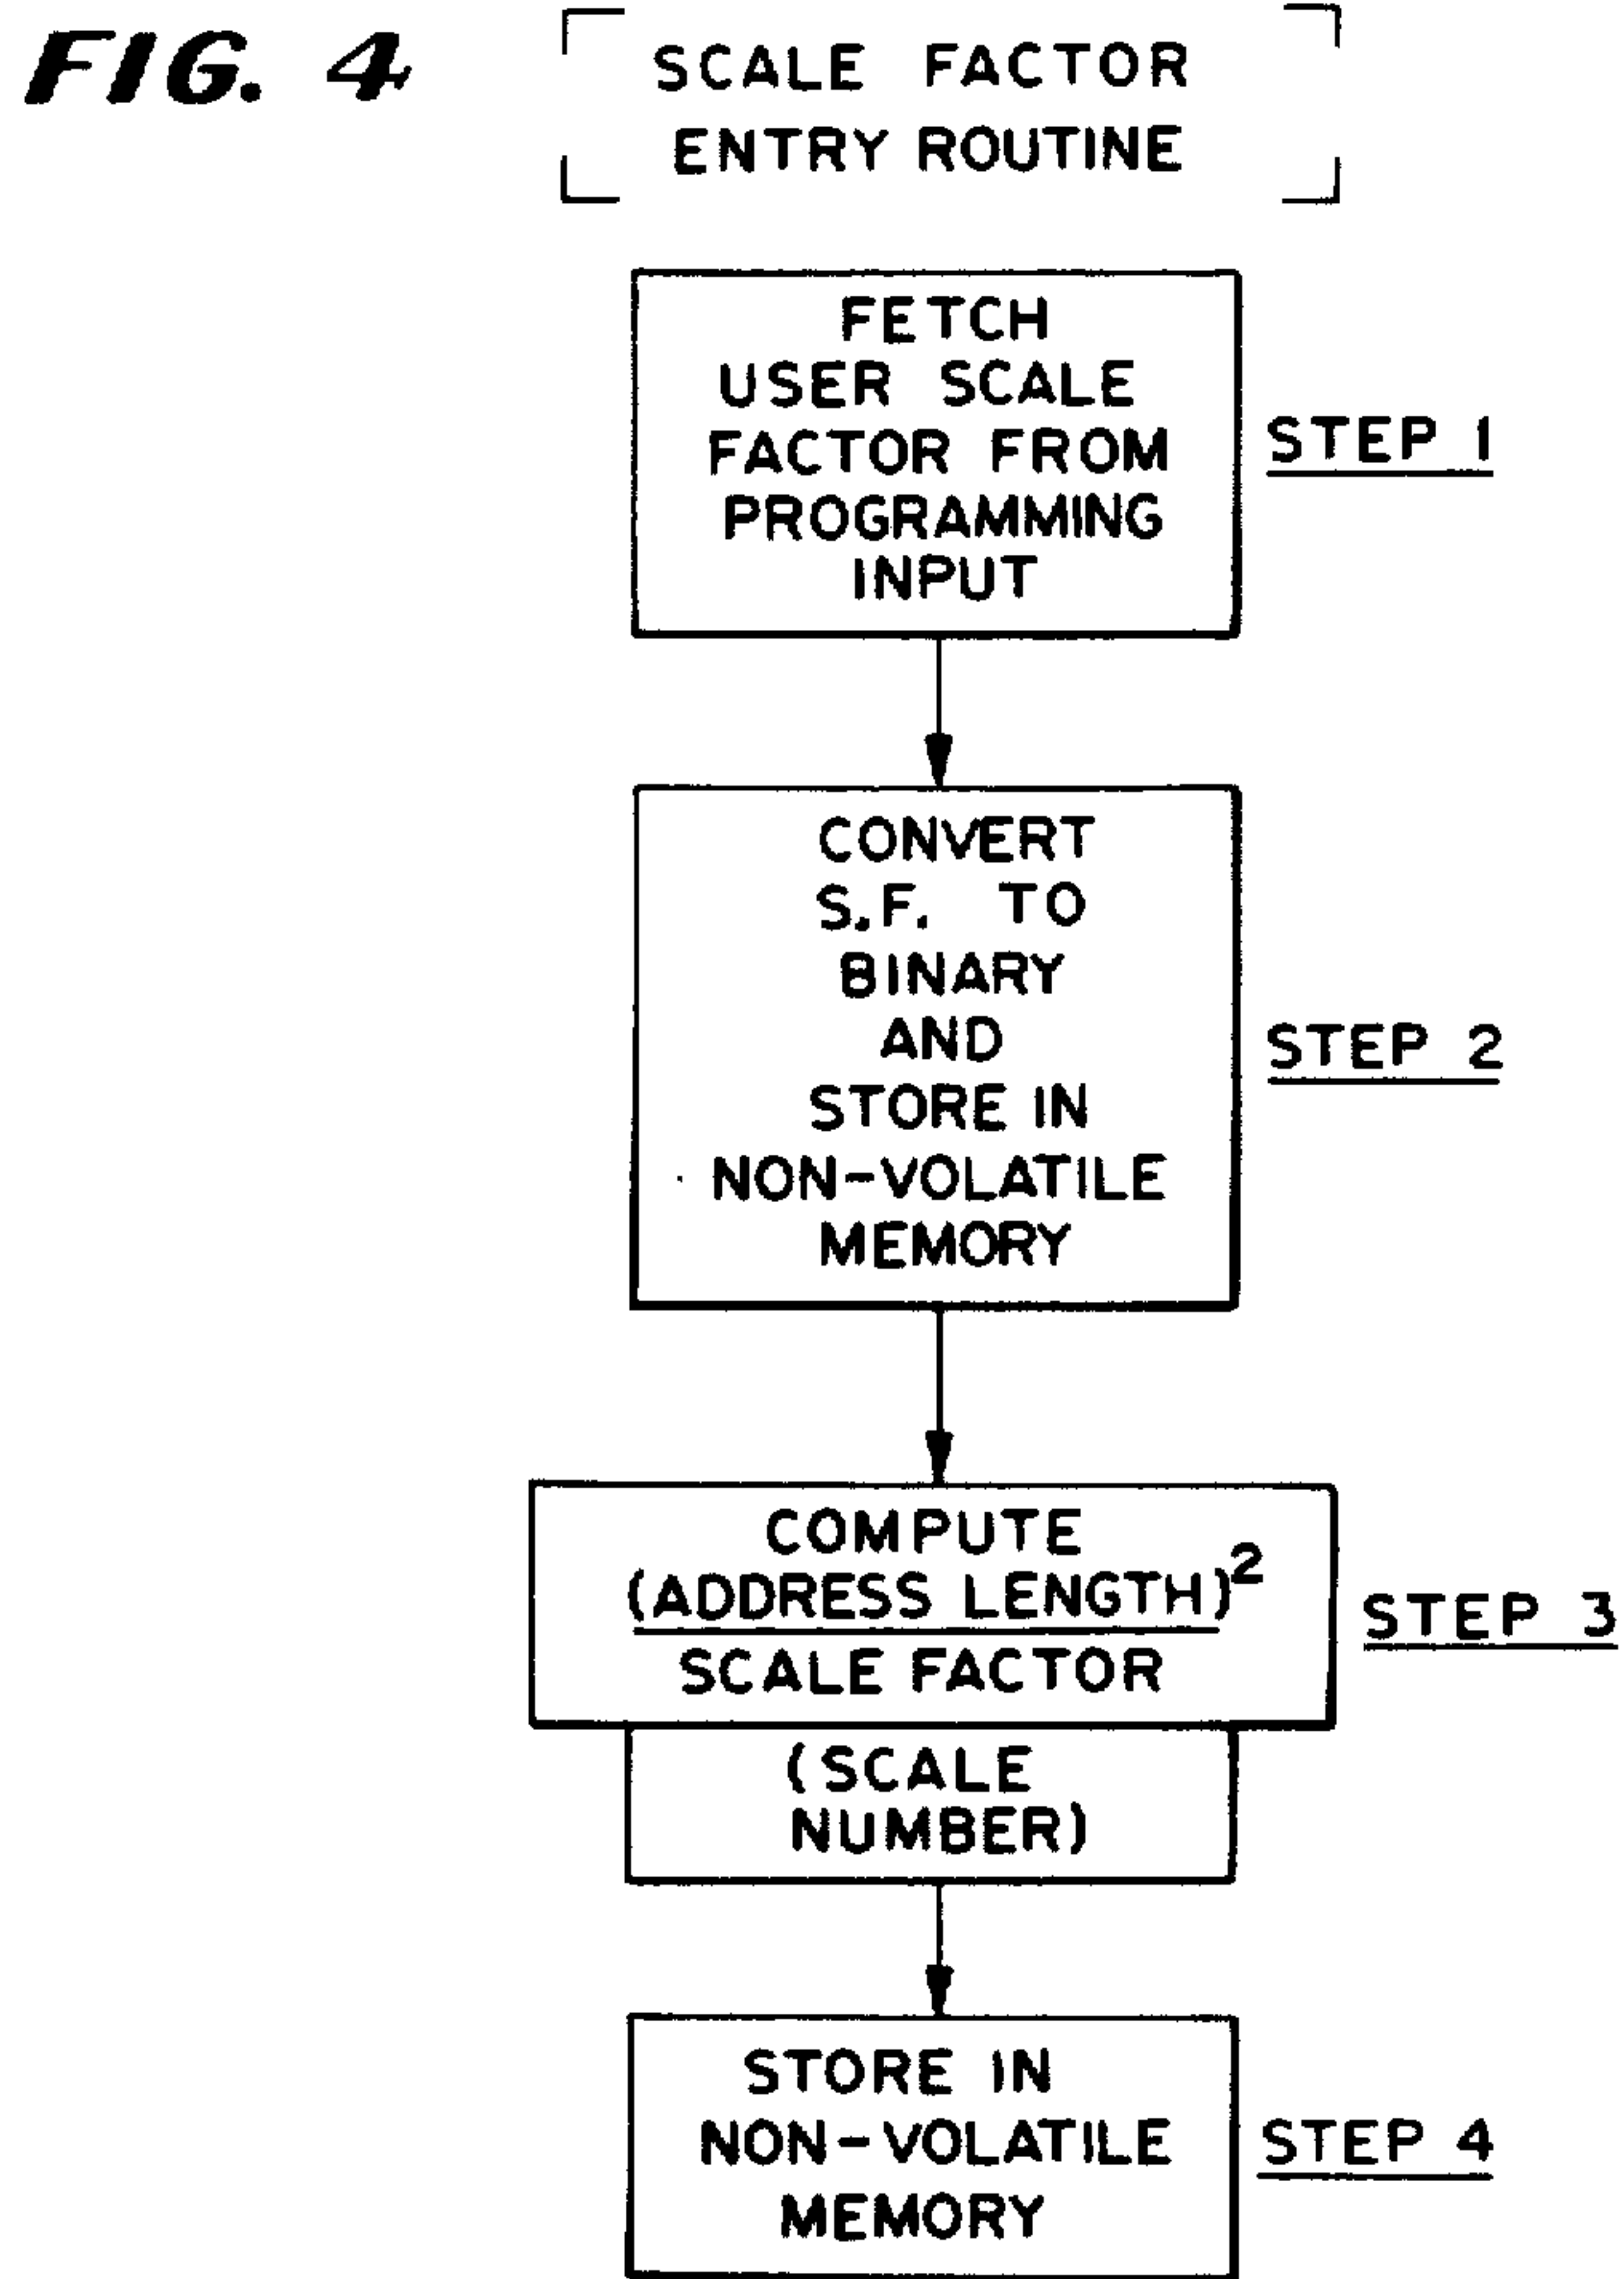 FIG. 4
SCALE FACTOR
ENTRY ROUTINE
FETCH
USER SCALE
FACTOR FROM
PROGRAMMING
INPUT
STEP 1
CONVERT
S.F. TO
BINARY
AND
STORE IN
NON-VOLATILE
MEMORY
STEP 2
COMPUTE
(ADDRESS LENGTH)²
SCALE FACTOR
STEP 3
(SCALE
NUMBER)
STORE IN
NON-VOLATILE
MEMORY
STEP 4